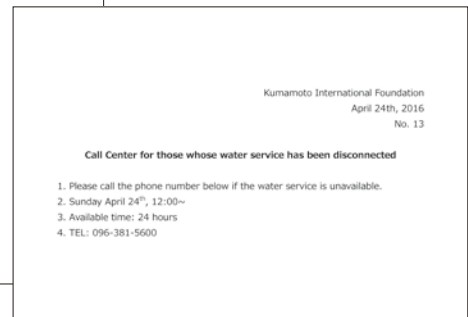 Kumamoto International Foundation
April 24th, 2016
No. 13
Call Center for those whose water service has been disconnected
1. Please call the phone number below if the water service is unavailable.
2. Sunday April 24th, 12:00~
3. Available time: 24 hours
4. TEL: 096-381-5600